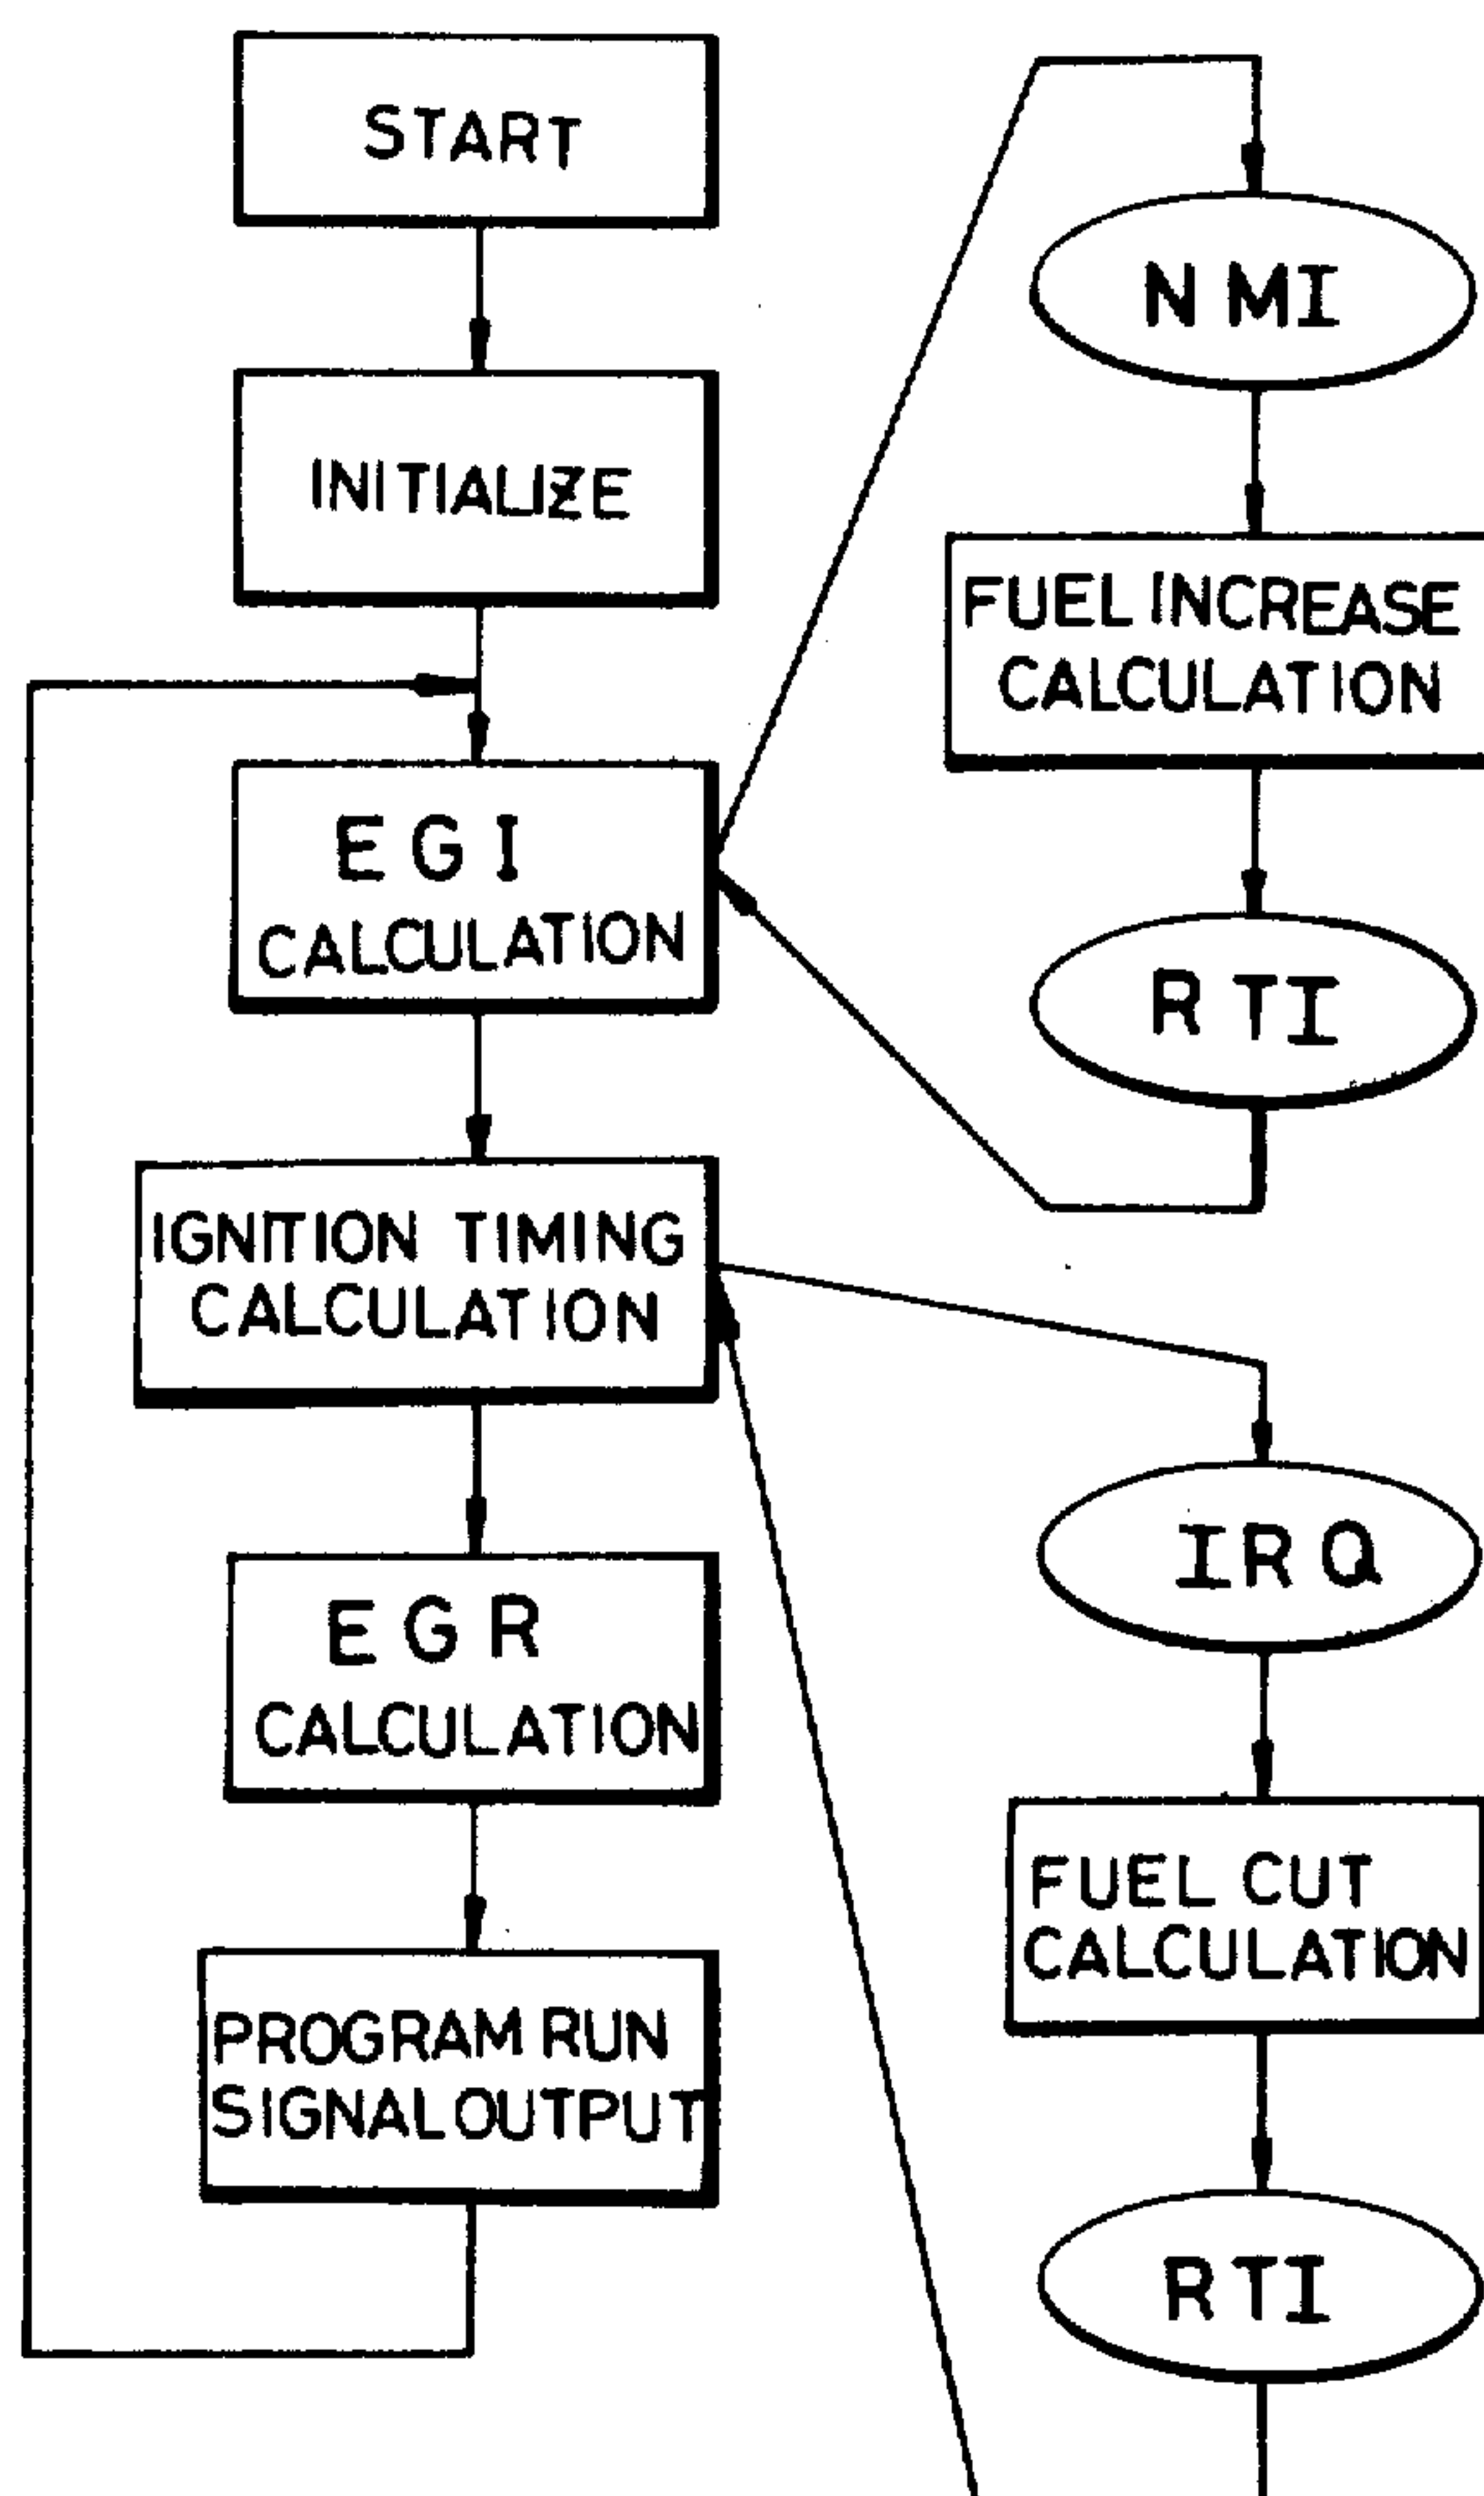 START
INITIALIZE
EGI
CALCULATION
IGNITION TIMING
CALCULATION
EGR
CALCULATION
PROGRAM RUN
SIGNAL OUTPUT
NMI
FUEL INCREASE
CALCULATION
RTI
IRQ
FUEL CUT
CALCULATION
RTI